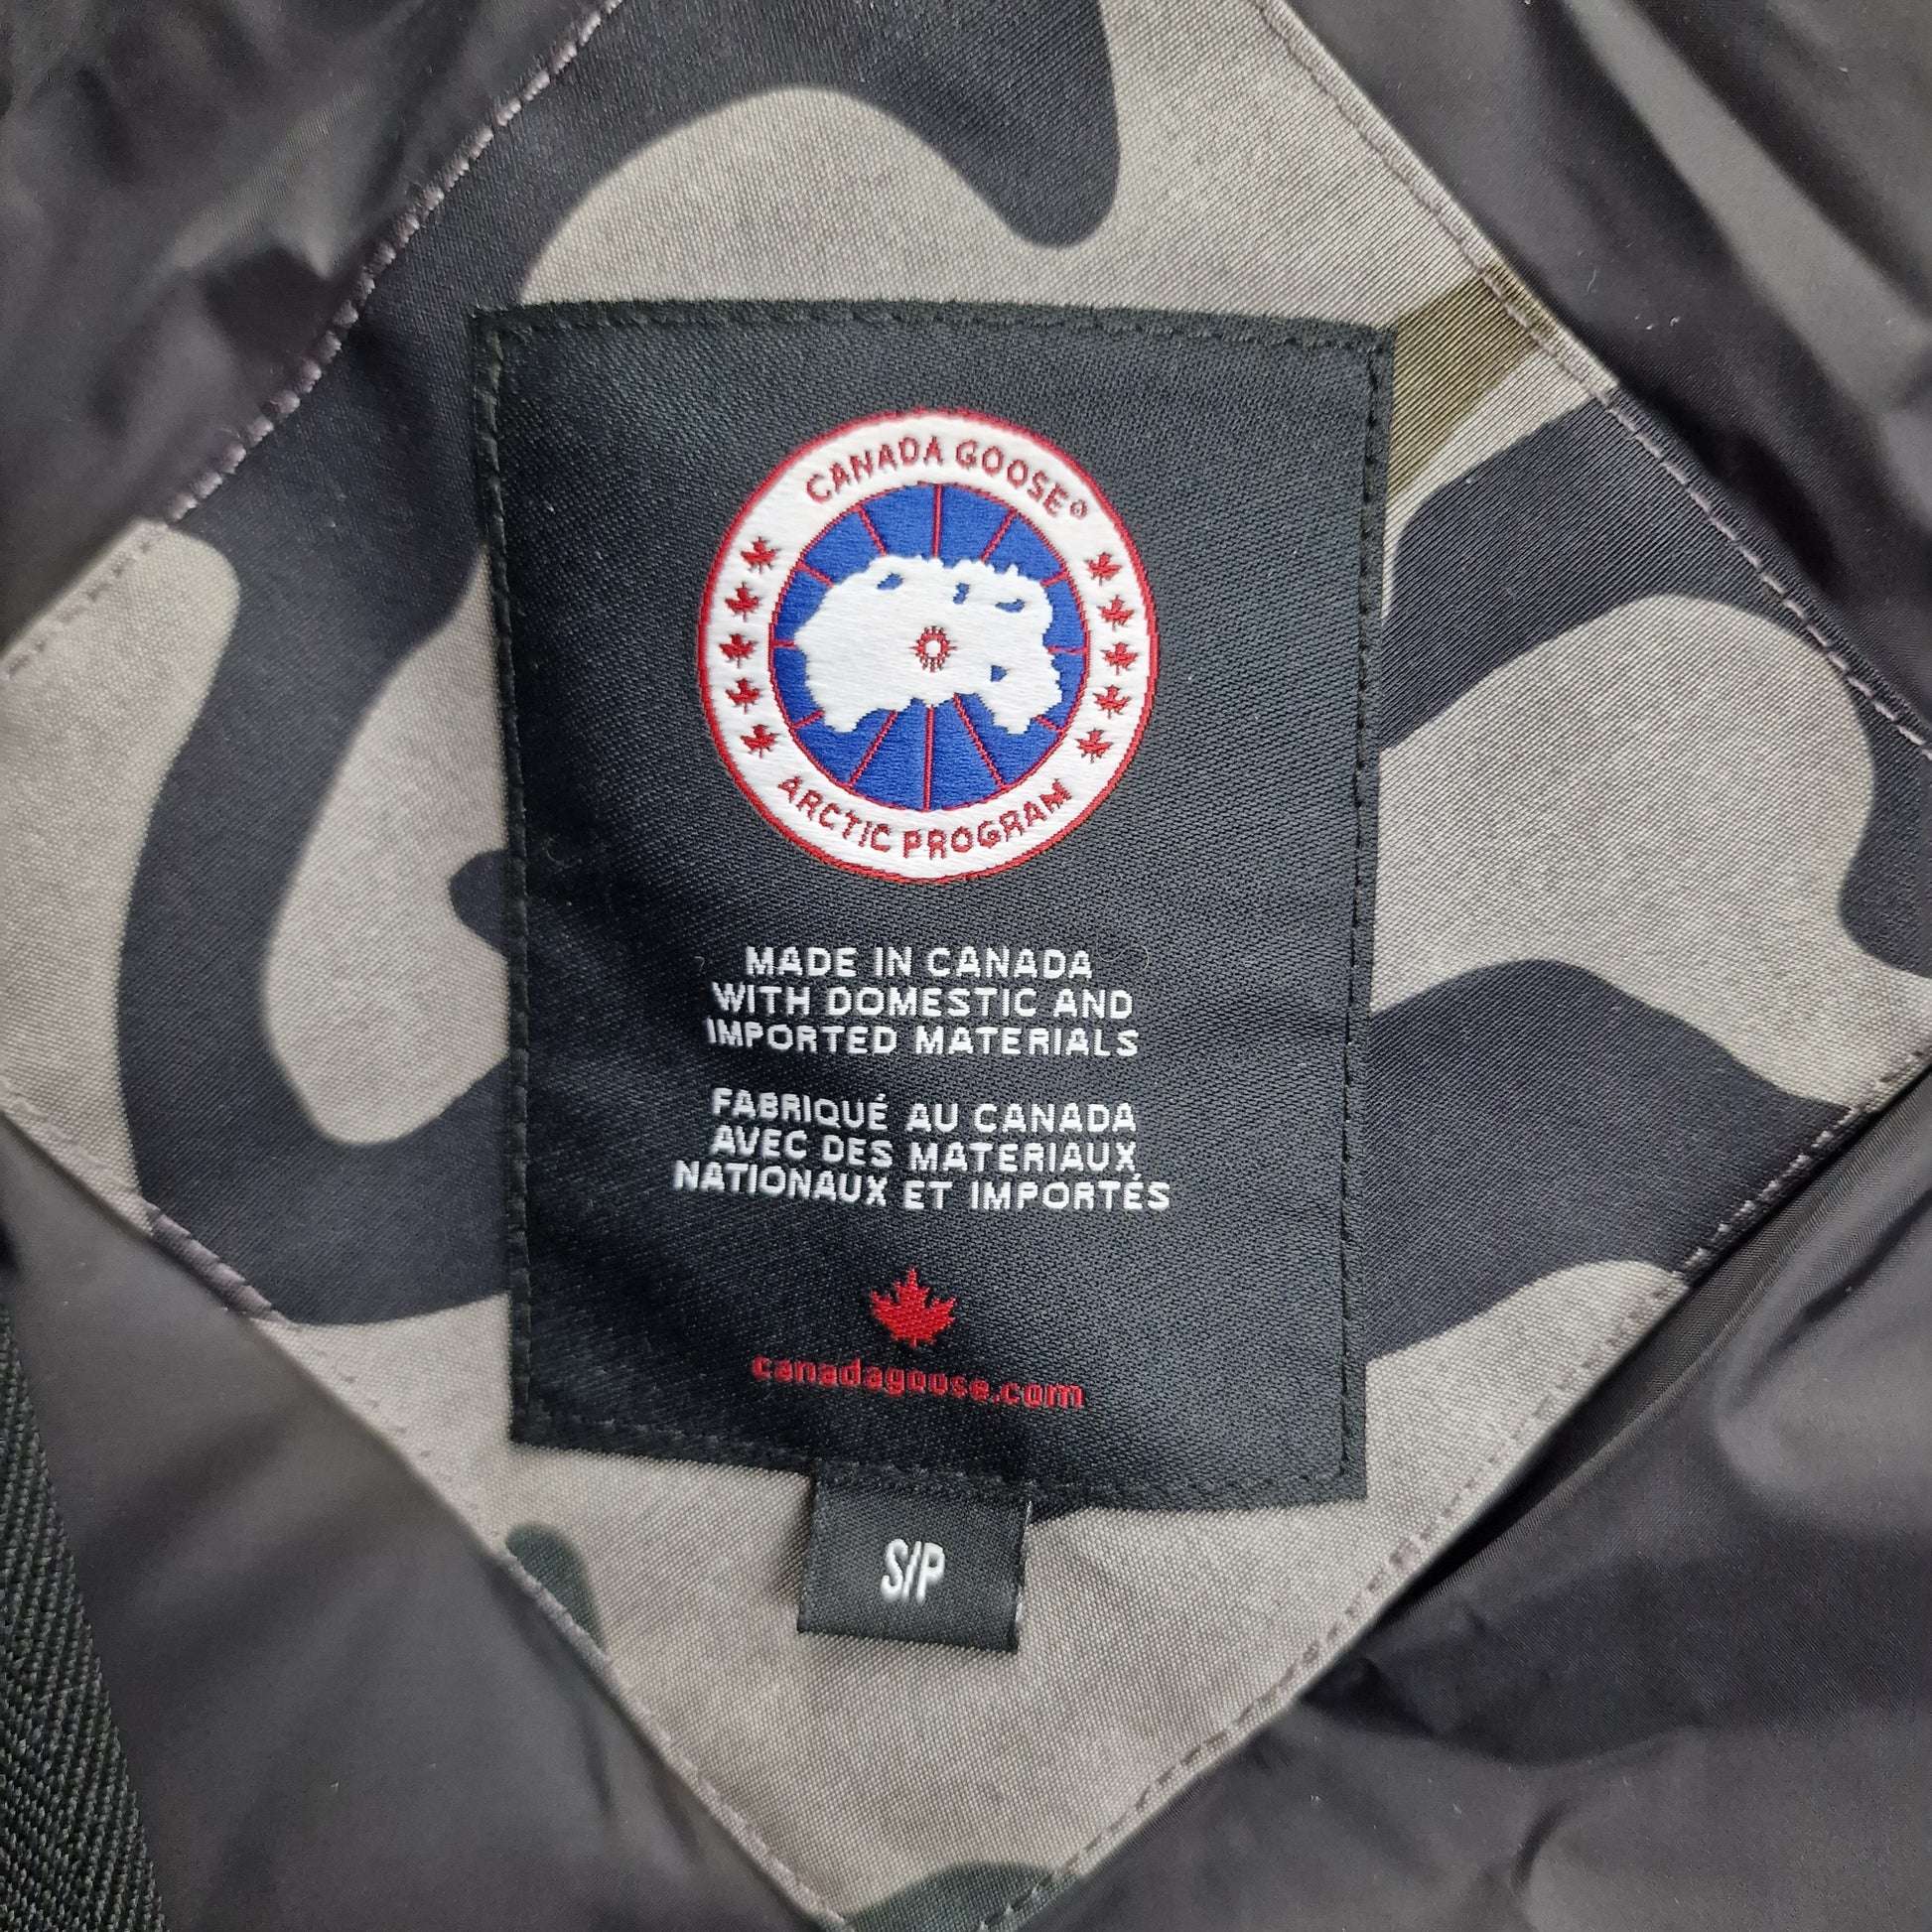 CANADA GOOSE®
ARCTIC PROGRAM
MADE IN CANADA
WITH DOMESTIC AND
IMPORTED MATERIALS
FABRIQUÉ AU CANADA
AVEC DES MATERIAUX
NATIONAUX ET IMPORTÉS
canadagoose.com
S/P